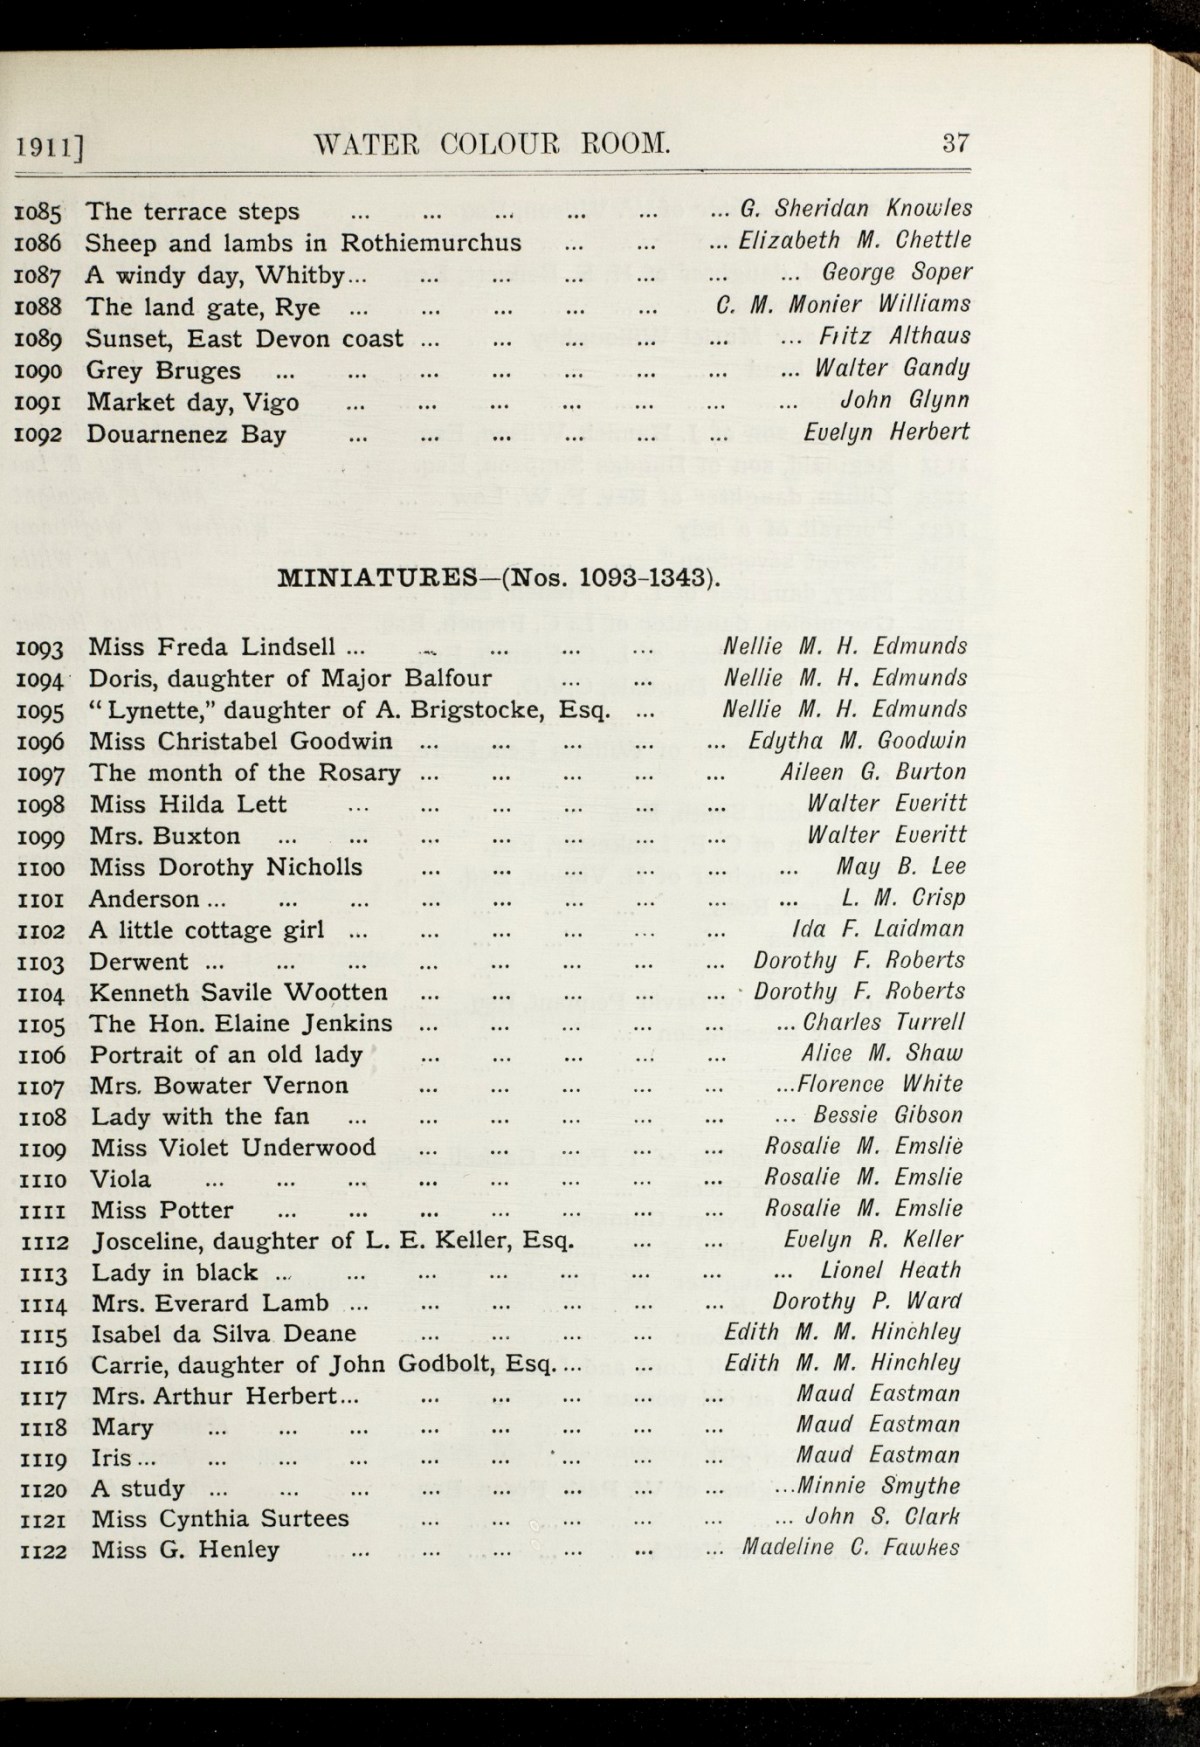 1911] WATER COLOUR ROOM. 37
1085 The terrace steps ... ... ... ... ... ... G. Sheridan Knowles
1086 Sheep and lambs in Rothiemurchus ... ... ... Elizabeth M. Chettle
1087 A windy day, Whitby... ... ... ... ... ... ... George Soper
1088 The land gate, Rye ... ... ... ... ... C. M. Monier Williams
1089 Sunset, East Devon coast ... ... ... ... ... ... Fritz Althaus
1090 Grey Bruges ... ... ... ... ... ... ... ... Walter Gandy
1091 Market day, Vigo ... ... ... ... ... ... ... John Glynn
1092 Douarnenez Bay ... ... ... ... ... ... Evelyn Herbert
MINIATURES—(Nos. 1093-1343).
1093 Miss Freda Lindsell ... ... ... ... ... Nellie M. H. Edmunds
1094 Doris, daughter of Major Balfour ... ... Nellie M. H. Edmunds
1095 “Lynette,” daughter of A. Brigstocke, Esq. ... Nellie M. H. Edmunds
1096 Miss Christabel Goodwin ... ... ... ... ... Edytha M. Goodwin
1097 The month of the Rosary ... ... ... ... ... Aileen G. Burton
1098 Miss Hilda Lett ... ... ... ... ... ... Walter Everitt
1099 Mrs. Buxton ... ... ... ... ... ... ... Walter Everitt
1100 Miss Dorothy Nicholls ... ... ... ... ... ... May B. Lee
1101 Anderson ... ... ... ... ... ... ... ... ... L. M. Crisp
1102 A little cottage girl ... ... ... ... ... ... Ida F. Laidman
1103 Derwent ... ... ... ... ... ... ... ... Dorothy F. Roberts
1104 Kenneth Savile Wootten ... ... ... ... ... Dorothy F. Roberts
1105 The Hon. Elaine Jenkins ... ... ... ... ... ... Charles Turrell
1106 Portrait of an old lady ... ... ... ... ... Alice M. Shaw
1107 Mrs. Bowater Vernon ... ... ... ... ... ...Florence White
1108 Lady with the fan ... ... ... ... ... ... ... Bessie Gibson
1109 Miss Violet Underwood ... ... ... ... ... Rosalie M. Emslie
1110 Viola ... ... ... ... ... ... ... ... Rosalie M. Emslie
1111 Miss Potter ... ... ... ... ... ... ... Rosalie M. Emslie
1112 Josceline, daughter of L. E. Keller, Esq. ... ... Evelyn R. Keller
1113 Lady in black ... ... ... ... ... ... ... ... Lionel Heath
1114 Mrs. Everard Lamb ... ... ... ... ... ... Dorothy P. Ward
1115 Isabel da Silva Deane ... ... ... ... Edith M. M. Hinchley
1116 Carrie, daughter of John Godbolt, Esq. ... ... Edith M. M. Hinchley
1117 Mrs. Arthur Herbert... ... ... ... ... ... Maud Eastman
1118 Mary ... ... ... ... ... ... ... ... Maud Eastman
1119 Iris ... ... ... ... ... ... ... ... ... Maud Eastman
1120 A study ... ... ... ... ... ... ... ... ...Minnie Smythe
1121 Miss Cynthia Surtees ... ... ... ... ... ... John S. Clark
1122 Miss G. Henley ... ... ... ... ... ... Madeline C. Fawkes